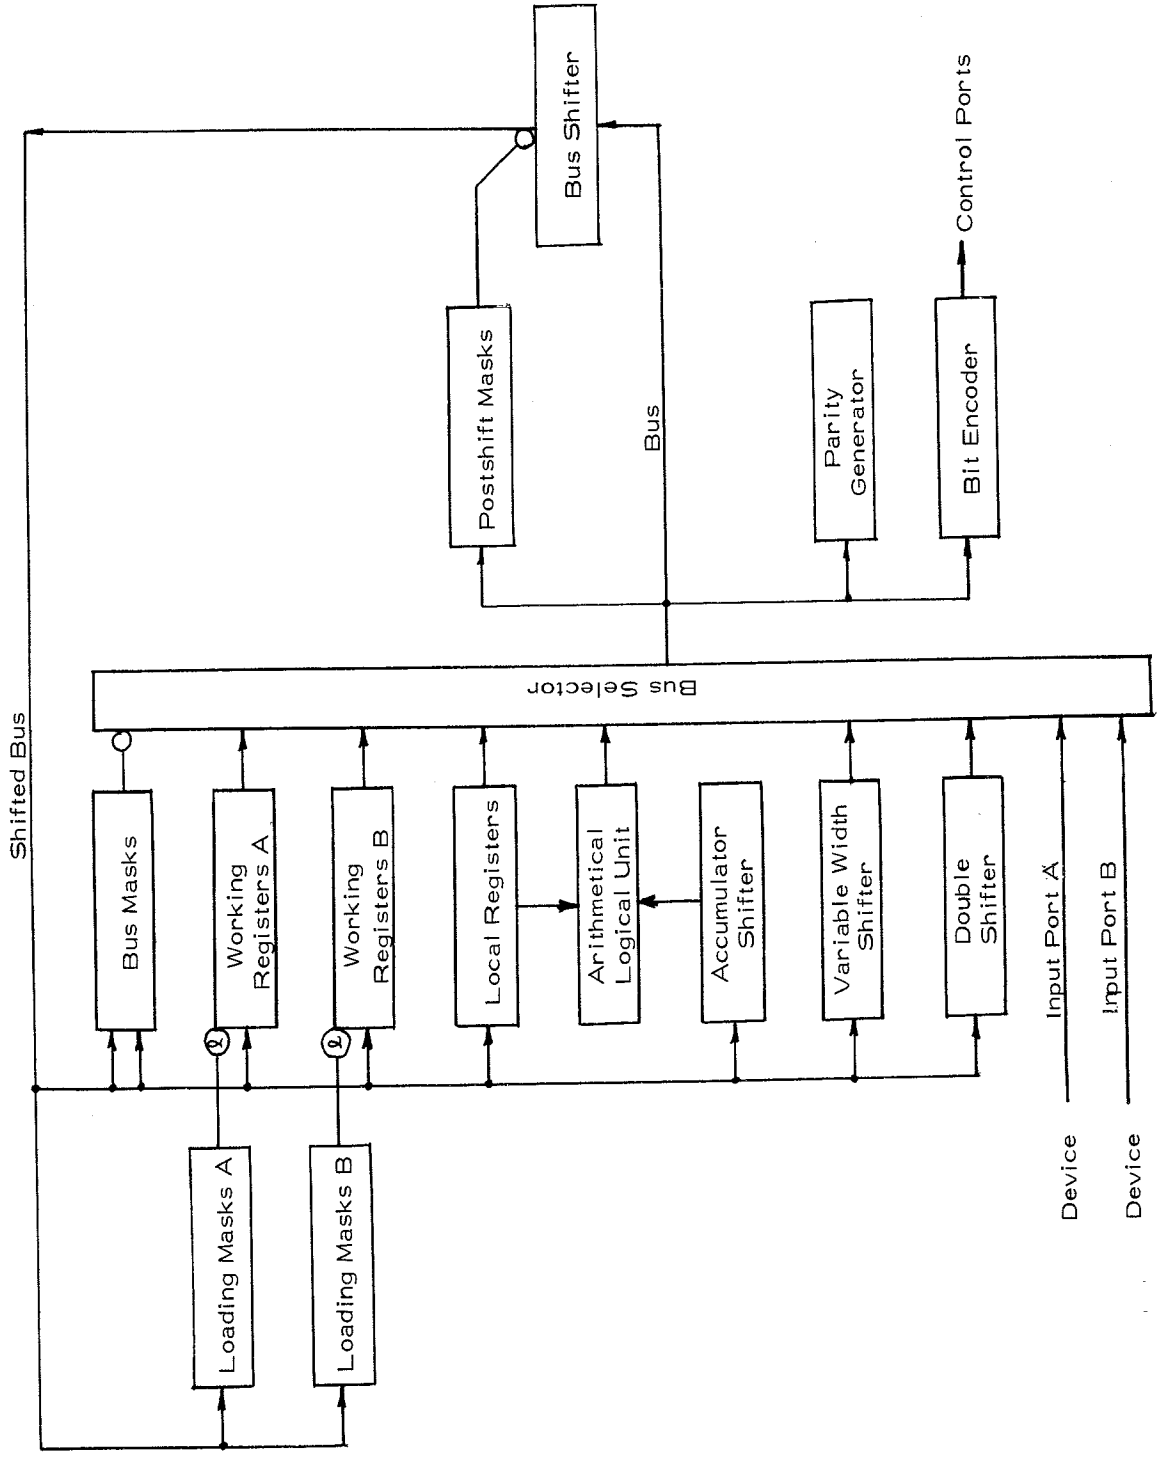 Shifted Bus
Loading Masks A
Loading Masks B
Bus Masks
Working
Registers A
Working
Registers B
Local Registers
Arithmetical
Logical Unit
Accumulator
Shifter
Variable Width
Shifter
Double
Shifter
Device
Input Port A
Device
Input Port B
Bus Selector
Bus
Postshift Masks
Parity
Generator
Bit Encoder
Control Ports
Bus Shifter
ℓ
ℓ